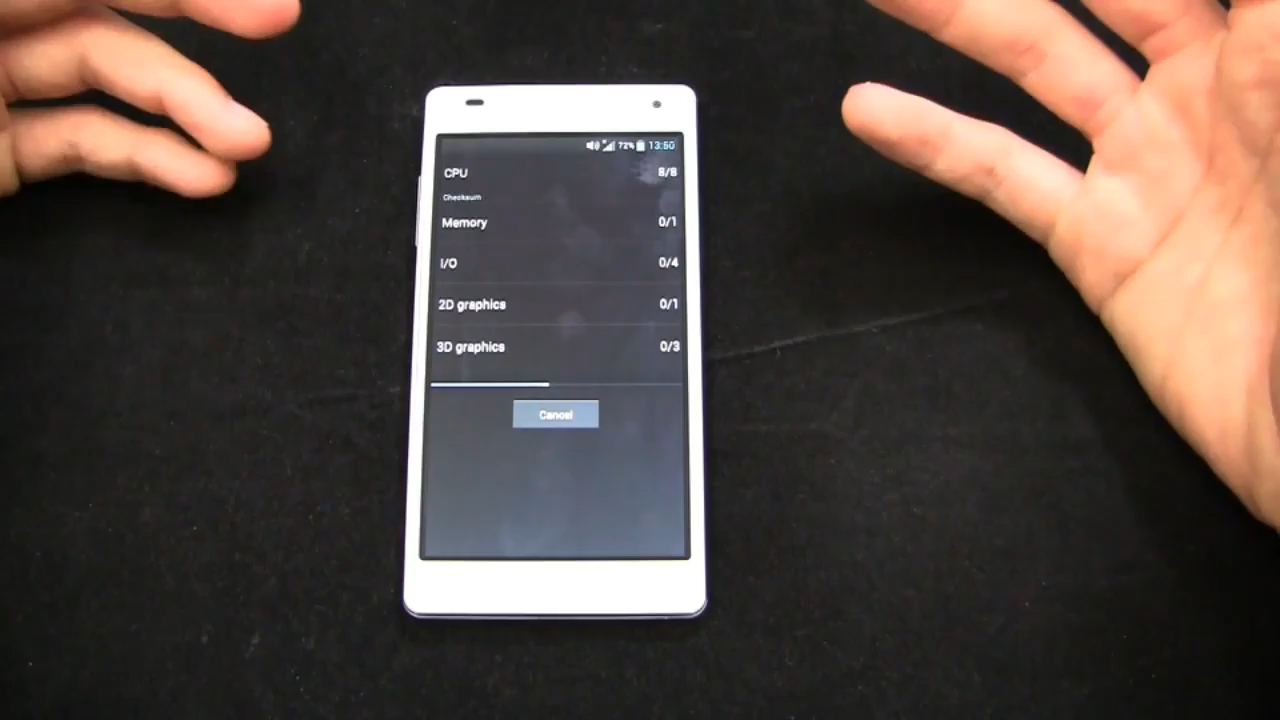 72% 13:50
CPU 8/8
Checksum
Memory 0/1
I/O 0/4
2D graphics 0/1
3D graphics 0/3
Cancel